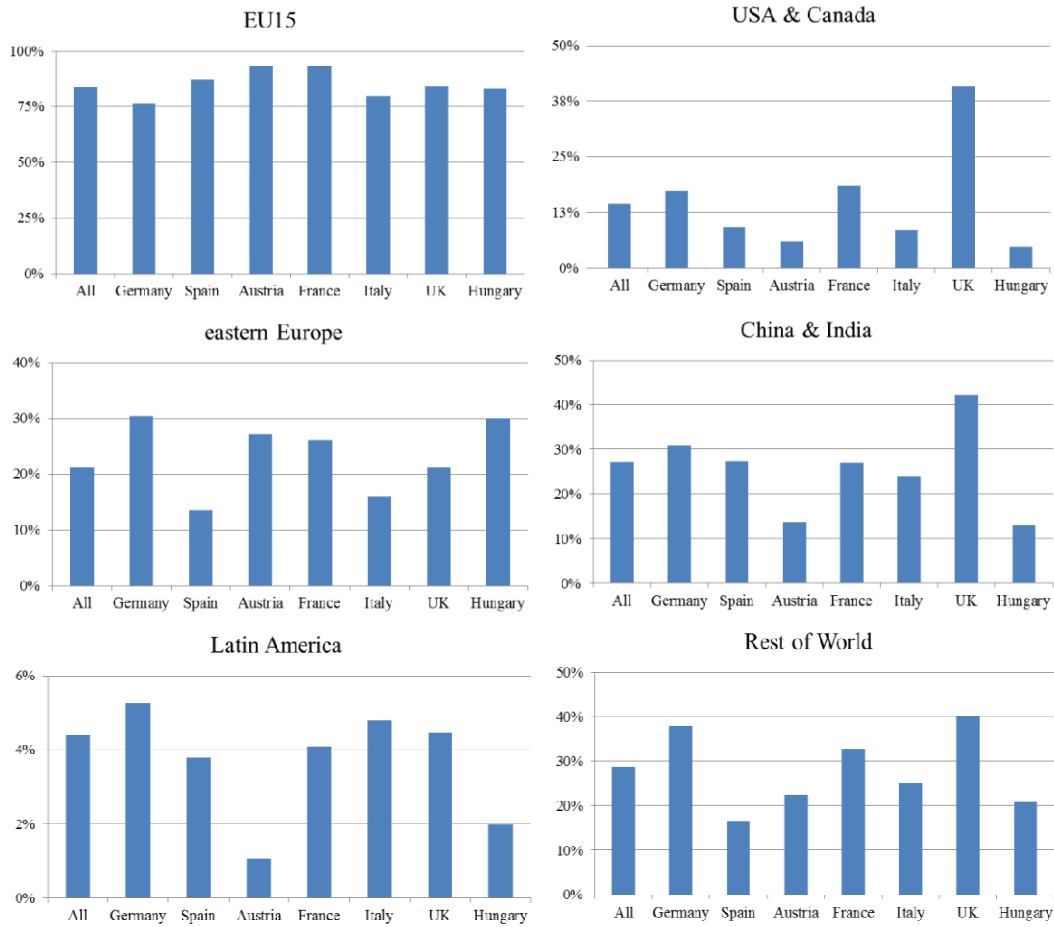 EU15
100%
75%
50%
25%
0%
All Germany Spain Austria France Italy UK Hungary
USA & Canada
50%
38%
25%
13%
0%
All Germany Spain Austria France Italy UK Hungary
eastern Europe
40%
30%
20%
10%
0%
All Germany Spain Austria France Italy UK Hungary
China & India
50%
40%
30%
20%
10%
0%
All Germany Spain Austria France Italy UK Hungary
Latin America
6%
4%
2%
0%
All Germany Spain Austria France Italy UK Hungary
Rest of World
50%
40%
30%
20%
10%
0%
All Germany Spain Austria France Italy UK Hungary